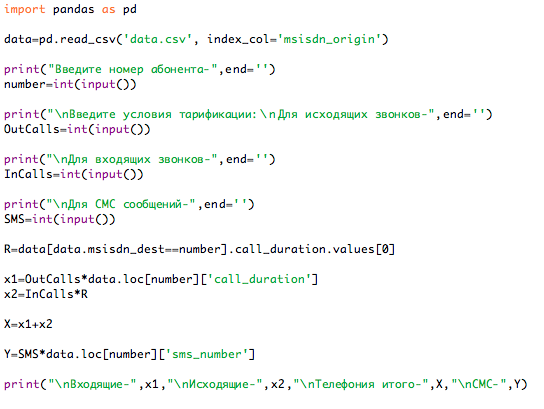 import pandas as pd
data=pd.read_csv('data.csv', index_col='msisdn_origin')
print("Введите номер абонента-",end='')
number=int(input())
print("\nВведите условия тарификации:\nДля исходящих звонков-",end='')
OutCalls=int(input())
print("\nДля входящих звонков-",end='')
InCalls=int(input())
print("\nДля СМС сообщений-",end='')
SMS=int(input())
R=data[data.msisdn_dest==number].call_duration.values[0]
x1=OutCalls*data.loc[number]['call_duration']
x2=InCalls*R
X=x1+x2
Y=SMS*data.loc[number]['sms_number']
print("\nВходящие-",x1,"\nИсходящие-",x2,"\nТелефония итого-",X,"\nСМС-",Y)